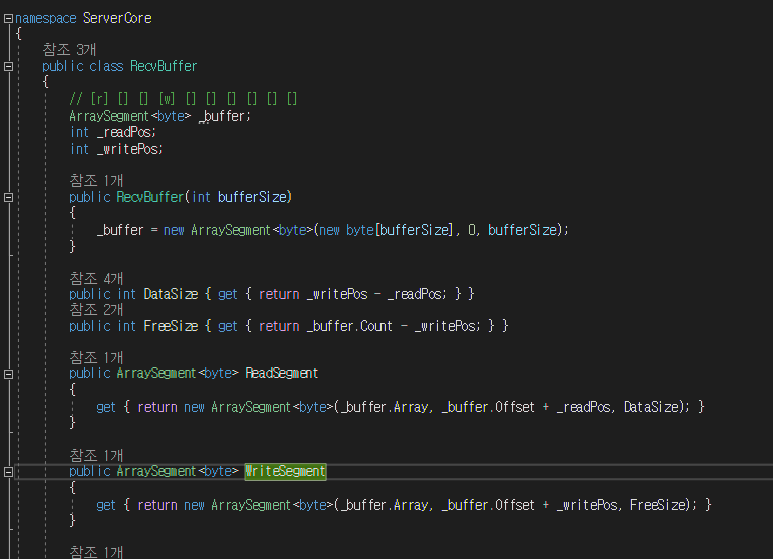 namespace ServerCore
{
참조 3개
public class RecvBuffer
{
// [r] [] [] [w] [] [] [] [] [] []
ArraySegment<byte> _buffer;
int _readPos;
int _writePos;
참조 1개
public RecvBuffer(int bufferSize)
{
_buffer = new ArraySegment<byte>(new byte[bufferSize], 0, bufferSize);
}
참조 4개
public int DataSize { get { return _writePos - _readPos; } }
참조 2개
public int FreeSize { get { return _buffer.Count - _writePos; } }
참조 1개
public ArraySegment<byte> ReadSegment
{
get { return new ArraySegment<byte>(_buffer.Array, _buffer.Offset + _readPos, DataSize); }
}
참조 1개
public ArraySegment<byte> WriteSegment
{
get { return new ArraySegment<byte>(_buffer.Array, _buffer.Offset + _writePos, FreeSize); }
}
참조 1개